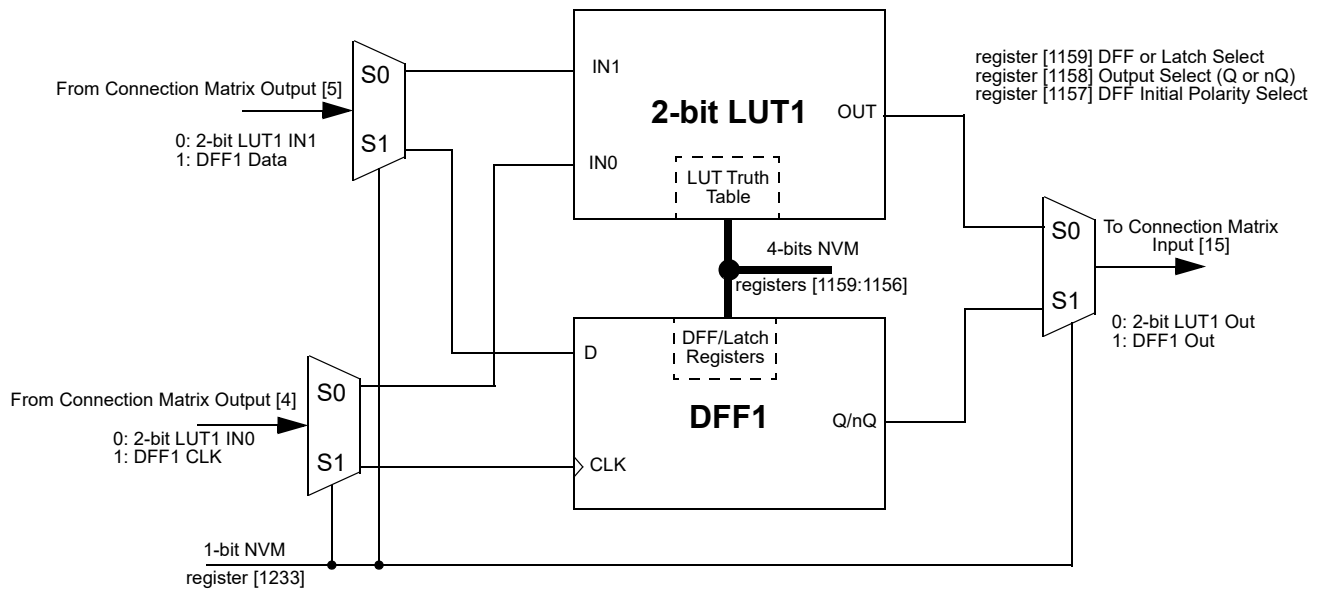 From Connection Matrix Output [5]
0: 2-bit LUT1 IN1
1: DFF1 Data
S0
S1
IN1
2-bit LUT1
OUT
IN0
LUT Truth
Table
register [1159] DFF or Latch Select
register [1158] Output Select (Q or nQ)
register [1157] DFF Initial Polarity Select
4-bits NVM
registers [1159:1156]
S0
S1
To Connection Matrix
Input [15]
0: 2-bit LUT1 Out
1: DFF1 Out
DFF/Latch
Registers
D
DFF1
Q/nQ
CLK
From Connection Matrix Output [4]
0: 2-bit LUT1 IN0
1: DFF1 CLK
S0
S1
1-bit NVM
register [1233]